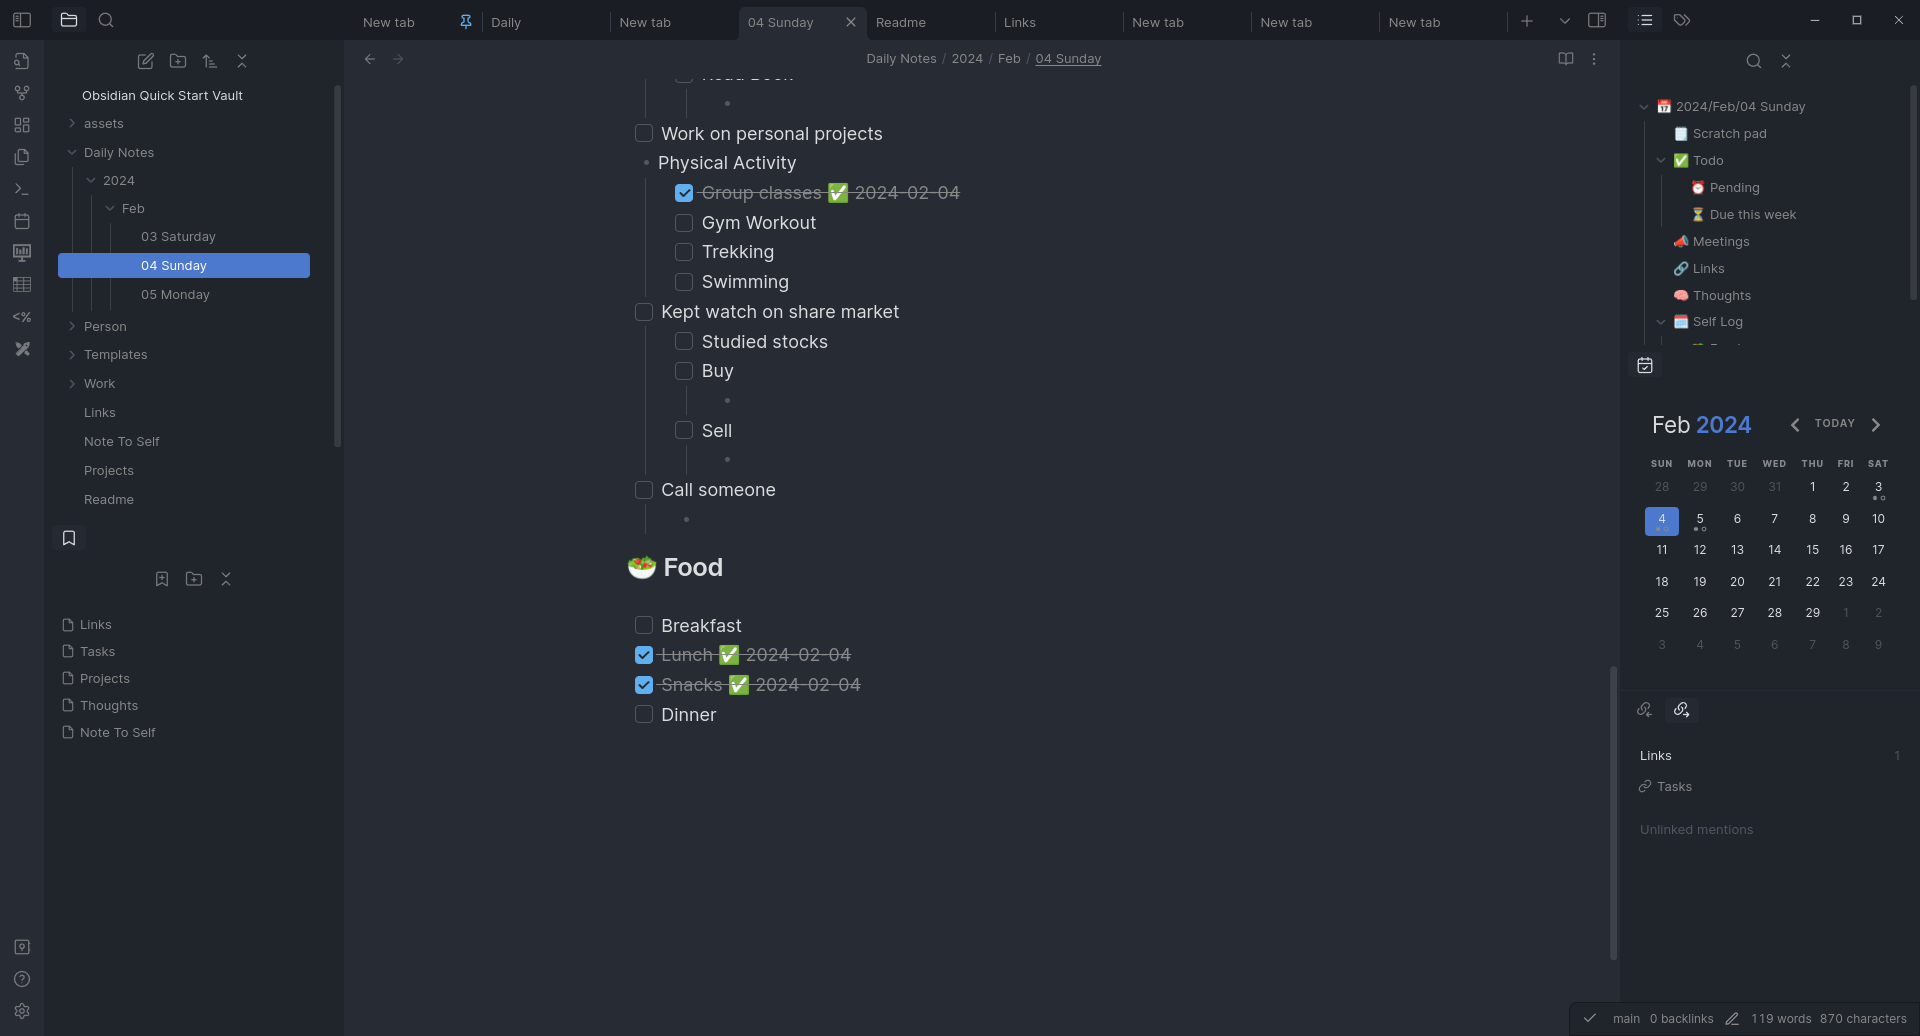 New tab
Daily
New tab
04 Sunday
Readme
Links
New tab
New tab
New tab
Obsidian Quick Start Vault
assets
Daily Notes
2024
Feb
03 Saturday
04 Sunday
05 Monday
Person
Templates
Work
Links
Note To Self
Projects
Readme
Links
Tasks
Projects
Thoughts
Note To Self
Daily Notes / 2024 / Feb / 04 Sunday
Read Book
Work on personal projects
Physical Activity
Group classes ✅ 2024-02-04
Gym Workout
Trekking
Swimming
Kept watch on share market
Studied stocks
Buy
Sell
Call someone
🥗 Food
Breakfast
Lunch ✅ 2024-02-04
Snacks ✅ 2024-02-04
Dinner
2024/Feb/04 Sunday
Scratch pad
Todo
Pending
Due this week
Meetings
Links
Thoughts
Self Log
Feb 2024
TODAY
SUN MON TUE WED THU FRI SAT
28 29 30 31 1 2 3
4 5 6 7 8 9 10
11 12 13 14 15 16 17
18 19 20 21 22 23 24
25 26 27 28 29 1 2
3 4 5 6 7 8 9
Links 1
Tasks
Unlinked mentions
main 0 backlinks 119 words 870 characters